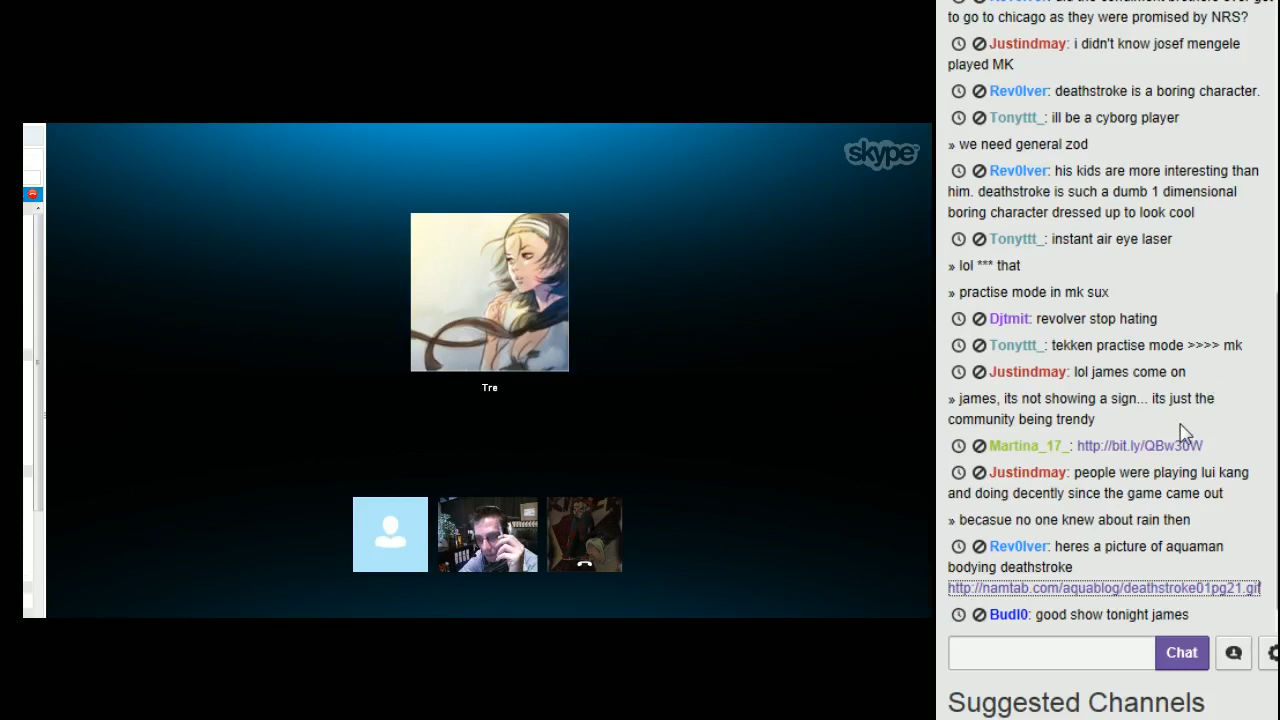 skype
Tre
to go to chicago as they were promised by NRS?
Justindmay: i didn't know josef mengele
played MK
Rev0lver: deathstroke is a boring character.
Tonyttt_: ill be a cyborg player
» we need general zod
Rev0lver: his kids are more interesting than
him. deathstroke is such a dumb 1 dimensional
boring character dressed up to look cool
Tonyttt_: instant air eye laser
» lol *** that
» practise mode in mk sux
Djtmit: revolver stop hating
Tonyttt_: tekken practise mode >>>> mk
Justindmay: lol james come on
» james, its not showing a sign... its just the
community being trendy
Martina_17_: http://bit.ly/QBw30W
Justindmay: people were playing lui kang
and doing decently since the game came out
» becasue no one knew about rain then
Rev0lver: heres a picture of aquaman
bodying deathstroke
http://namtab.com/aquablog/deathstroke01pg21.gif
Budl0: good show tonight james
Chat
Suggested Channels